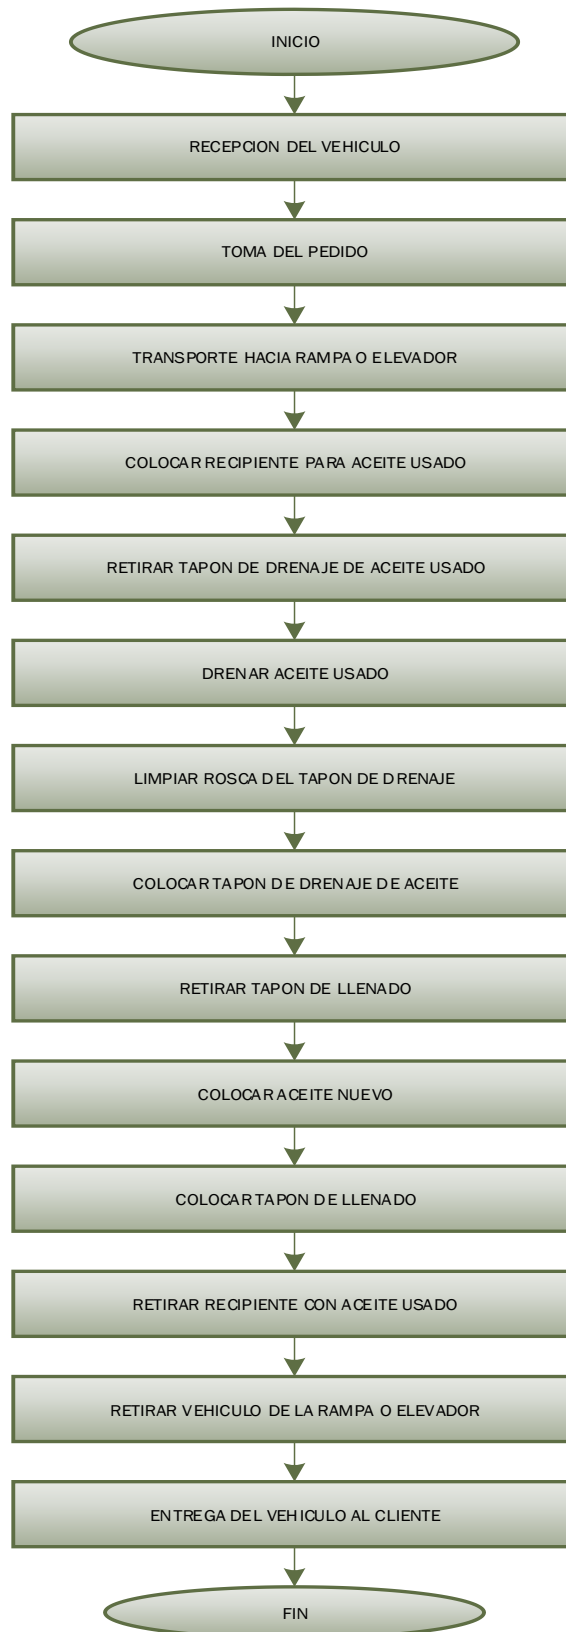 INICIO
RECEPCION DEL VEHICULO
TOMA DEL PEDIDO
TRANSPORTE HACIA RAMPA O ELEVADOR
COLOCAR RECIPIENTE PARA ACEITE USADO
RETIRAR TAPON DE DRENAJE DE ACEITE USADO
DRENAR ACEITE USADO
LIMPIAR ROSCA DEL TAPON DE DRENAJE
COLOCAR TAPON DE DRENAJE DE ACEITE
RETIRAR TAPON DE LLENADO
COLOCAR ACEITE NUEVO
COLOCAR TAPON DE LLENADO
RETIRAR RECIPIENTE CON ACEITE USADO
RETIRAR VEHICULO DE LA RAMPA O ELEVADOR
ENTREGA DEL VEHICULO AL CLIENTE
FIN